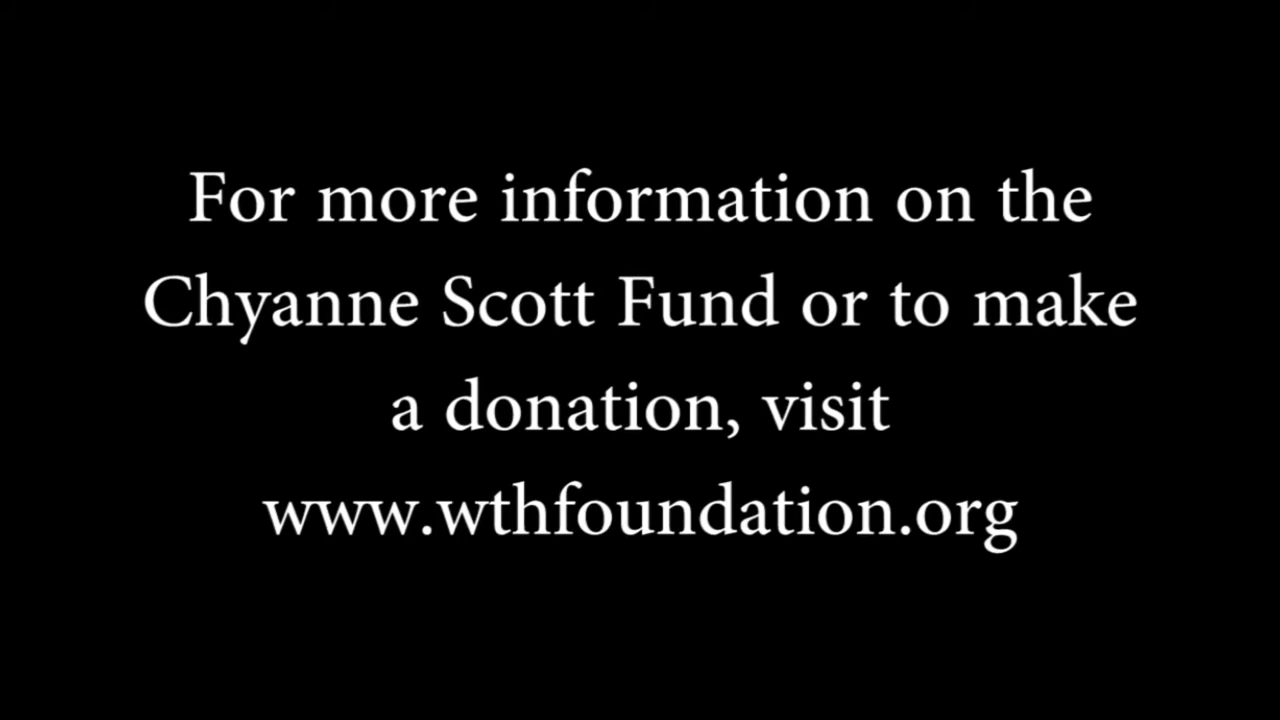 For more information on the
Chyanne Scott Fund or to make
a donation, visit
www.wthfoundation.org